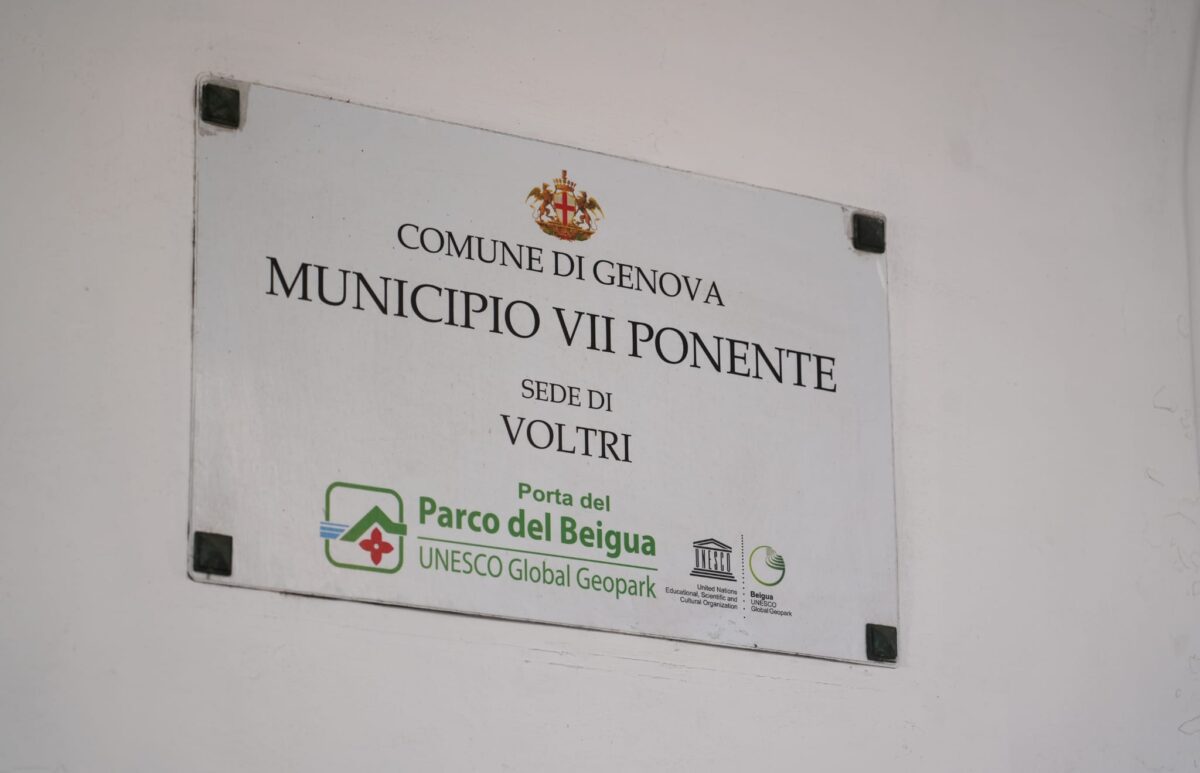 COMUNE DI GENOVA
MUNICIPIO VII PONENTE
SEDE DI
VOLTRI
Porta del
Parco del Beigua
UNESCO Global Geopark
UNESCO
United Nations
Educational, Scientific and
Cultural Organization
Beigua
UNESCO
Global Geopark